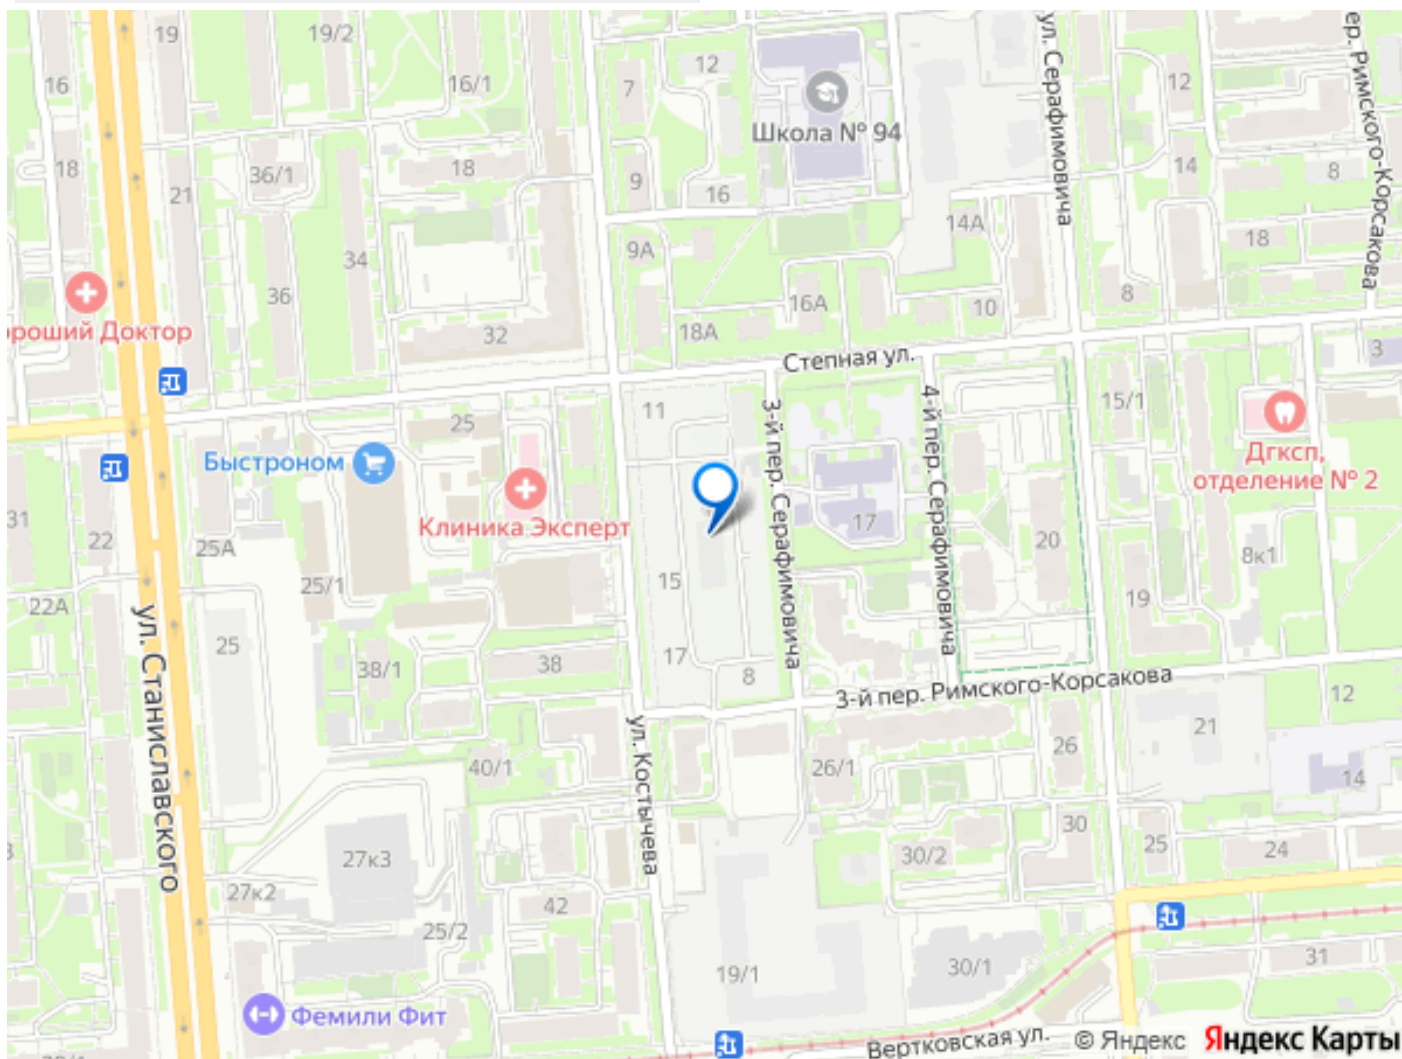 19
19/2
16
16/1
12
7
Школа № 94
ул. Серафимовича
12
пер. Римского-Корсакова
18
21
36/1
18
9
16
14
8
34
9А
14А
18
36
16А
10
8
роший Доктор
32
18А
Степная ул.
3
25
11
3-й пер. Серафимовича
4-й пер. Серафимовича
15/1
Быстроном
Клиника Эксперт
Дгксп,
отделение № 2
31
22
25А
17
20
8к1
25/1
15
22А
ул. Станиславского
25
38/1
38
17
8
19
3-й пер. Римского-Корсакова
12
ул. Костычева
21
40/1
26/1
26
14
27к3
30/2
30
25
24
27к2
25/2
42
19/1
30/1
31
Фемили Фит
Вертковская ул.
© Яндекс
Яндекс Карты